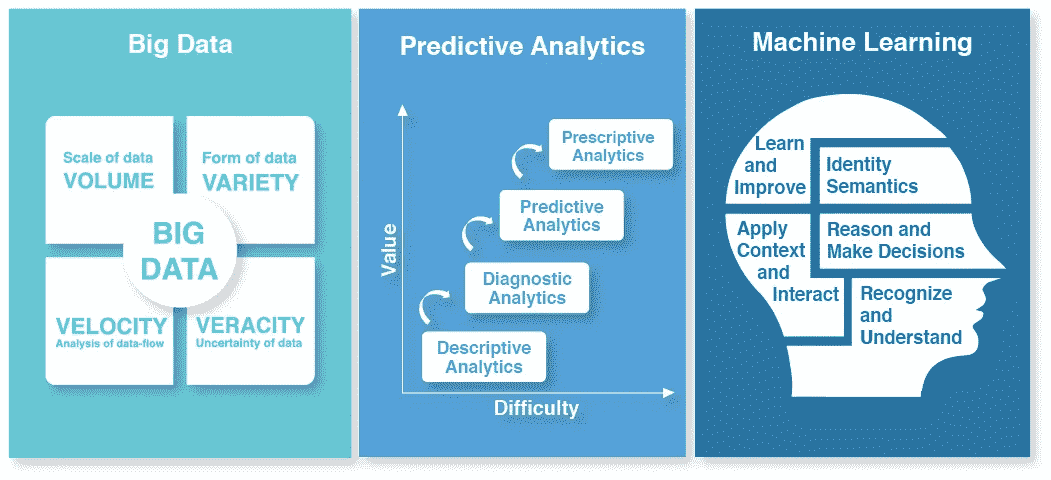 Big Data
Scale of data
VOLUME
Form of data
VARIETY
BIG
DATA
VELOCITY
Analysis of data-flow
VERACITY
Uncertainty of data
Predictive Analytics
Value
Prescriptive
Analytics
Predictive
Analytics
Diagnostic
Analytics
Descriptive
Analytics
Difficulty
Machine Learning
Learn
and
Improve
Identity
Semantics
Apply
Context
and
Interact
Reason and
Make Decisions
Recognize
and
Understand